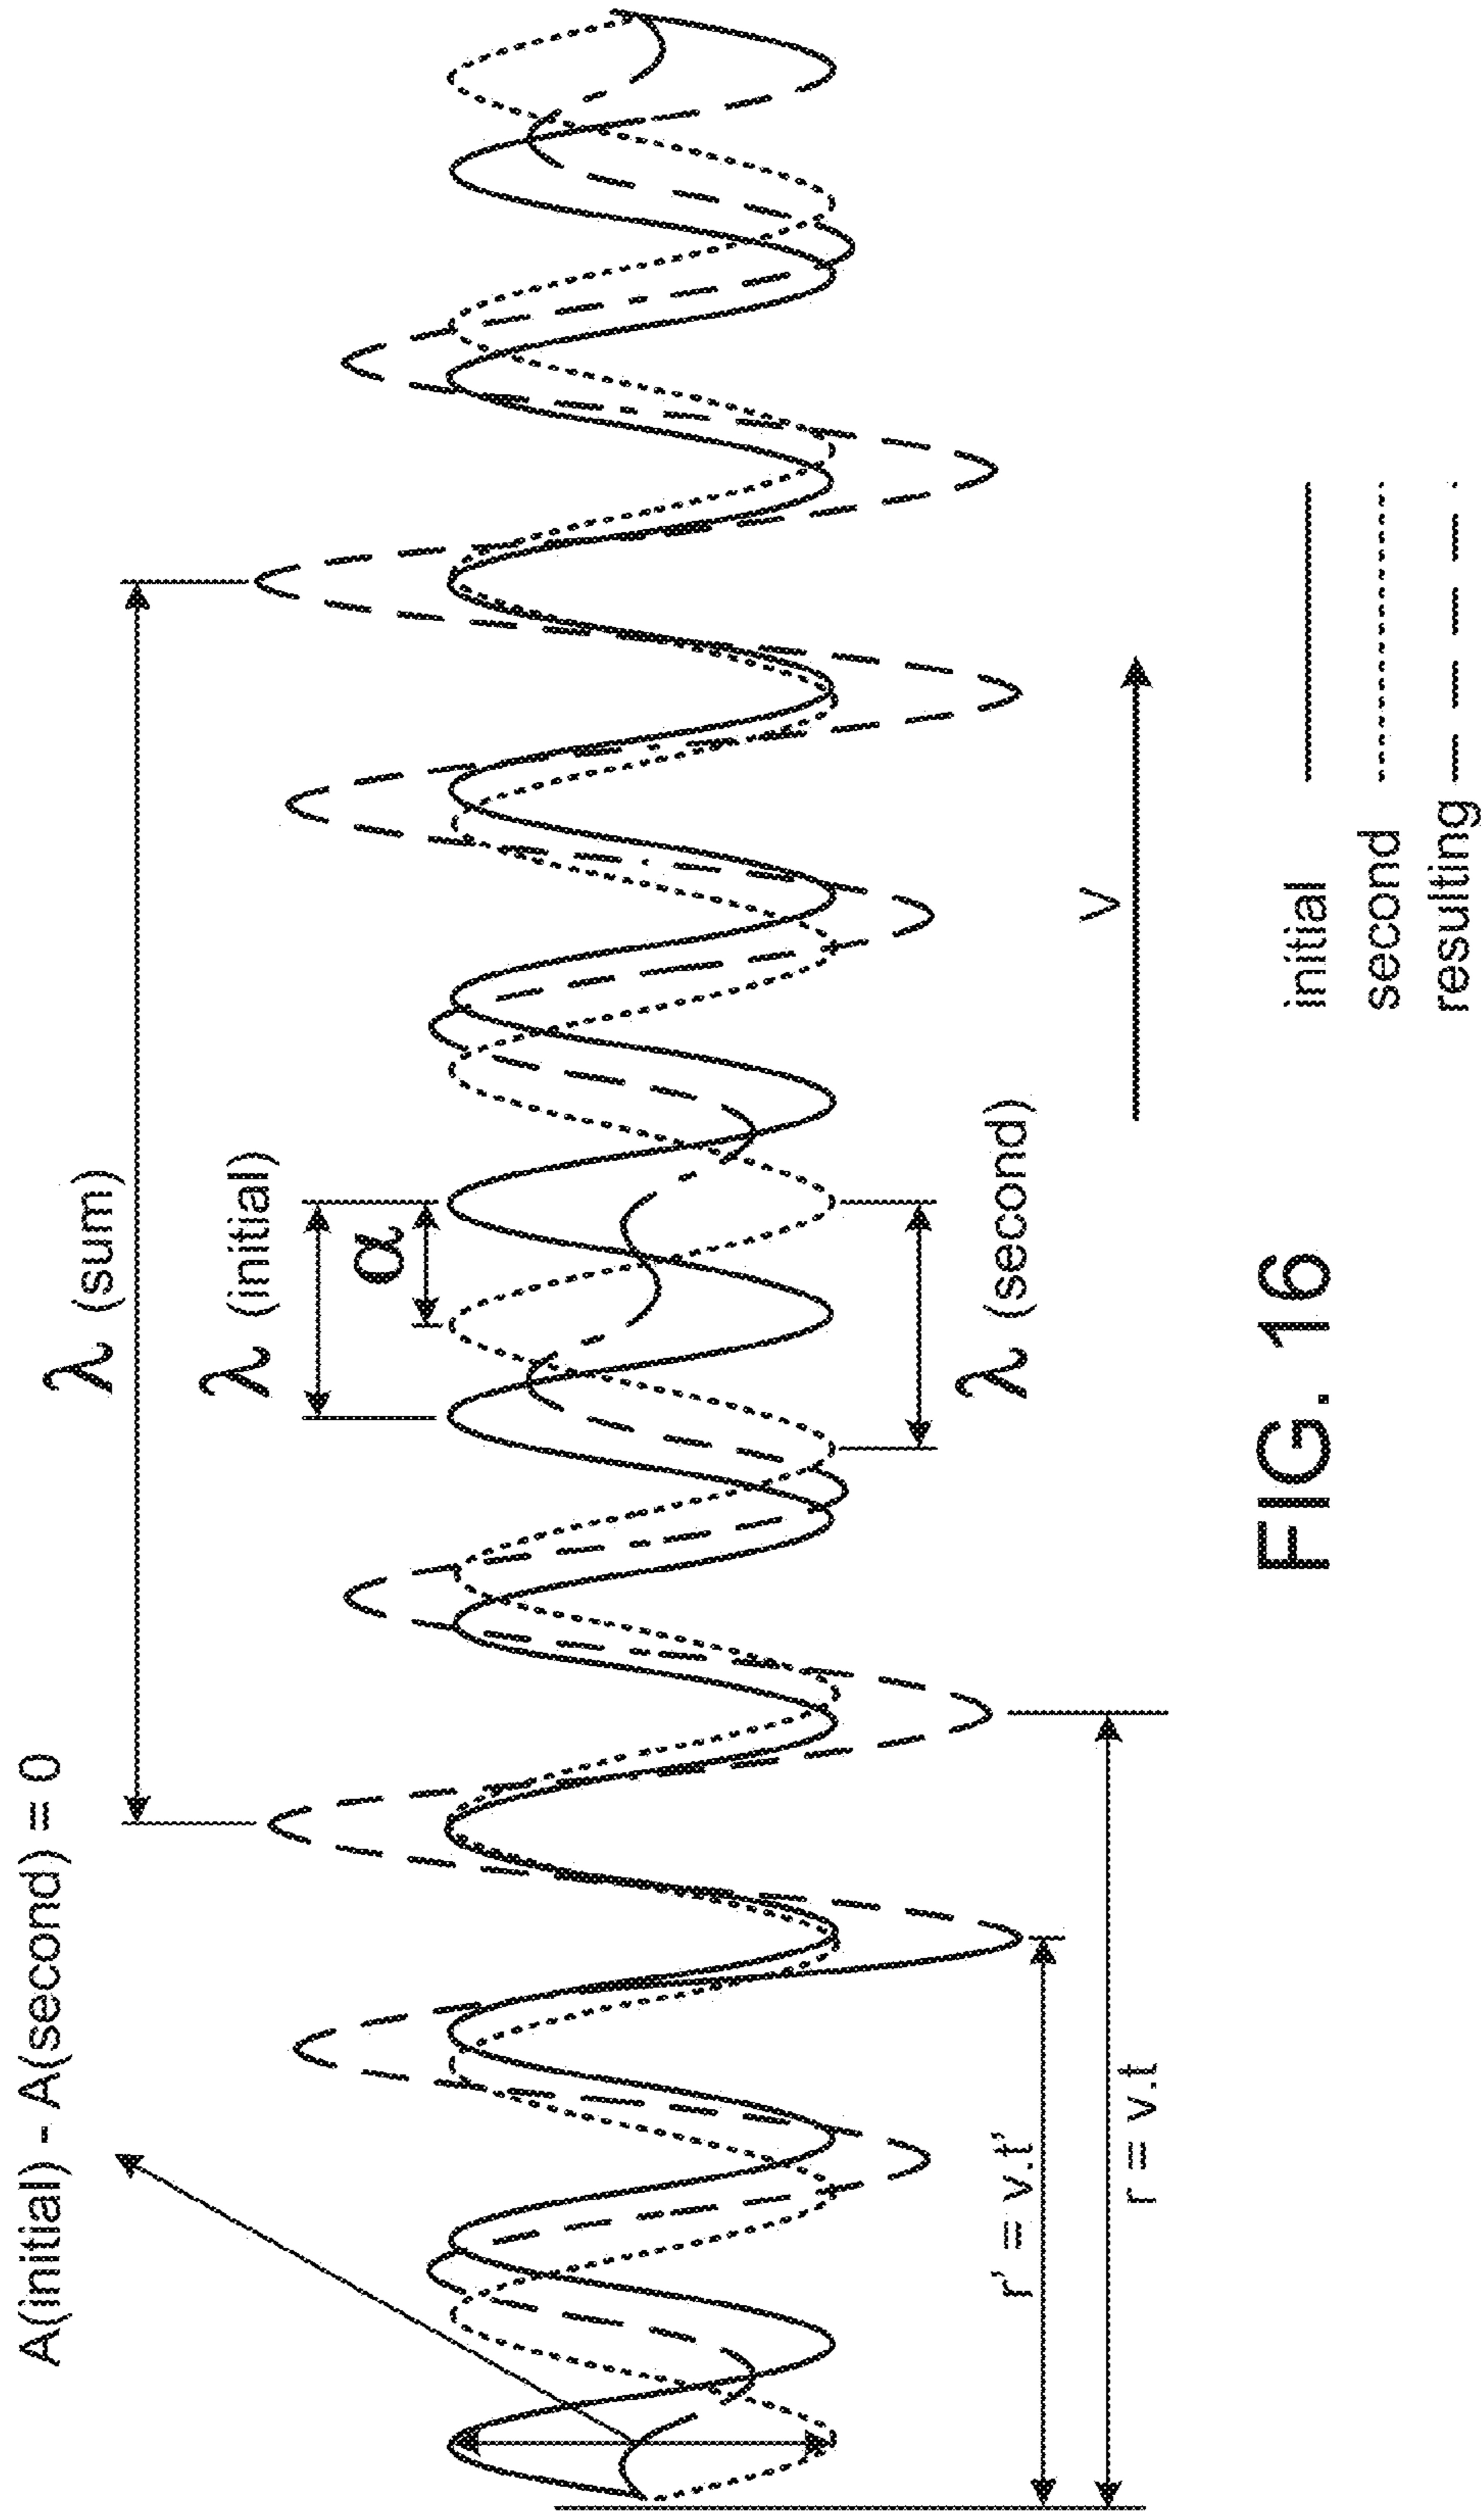 A(initial) - A(second) = 0
λ (sum)
λ (initial)
α
λ (second)
r' = v.t'
r = v.t
V
initial
second
resulting
FIG. 16